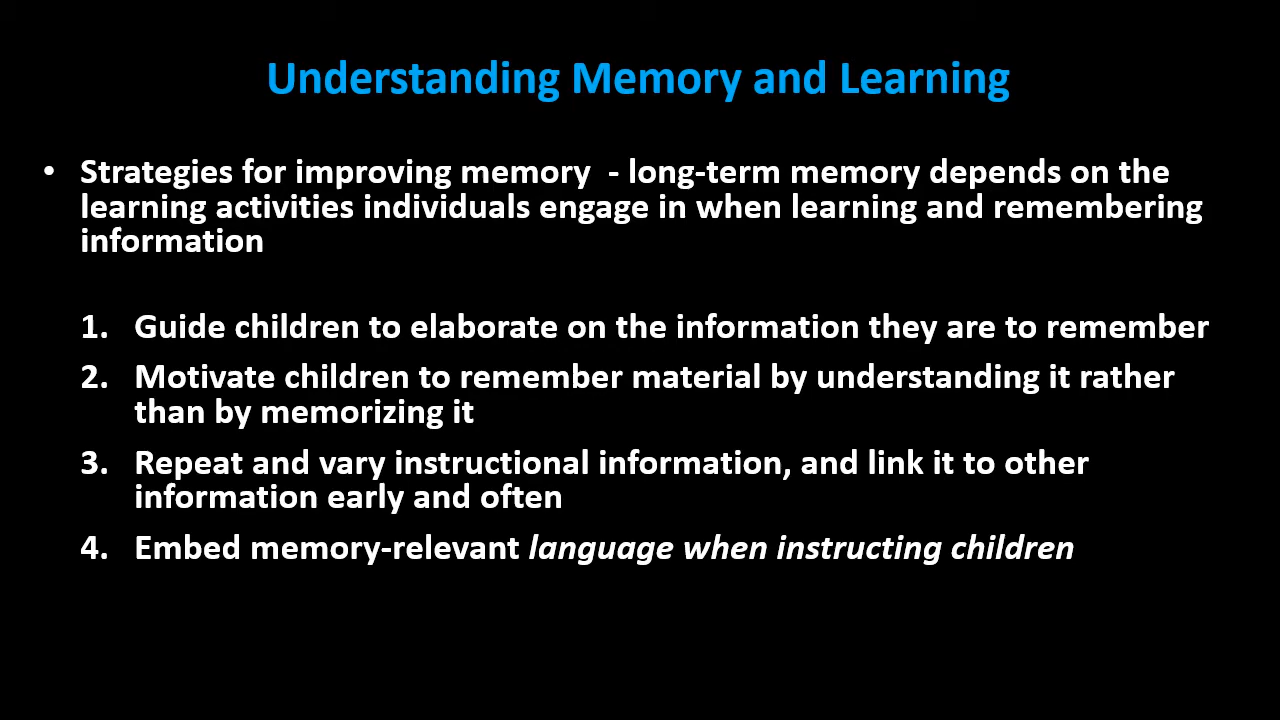 Understanding Memory and Learning
• Strategies for improving memory  - long-term memory depends on the
learning activities individuals engage in when learning and remembering
information
1. Guide children to elaborate on the information they are to remember
2. Motivate children to remember material by understanding it rather
than by memorizing it
3. Repeat and vary instructional information, and link it to other
information early and often
4. Embed memory-relevant language when instructing children